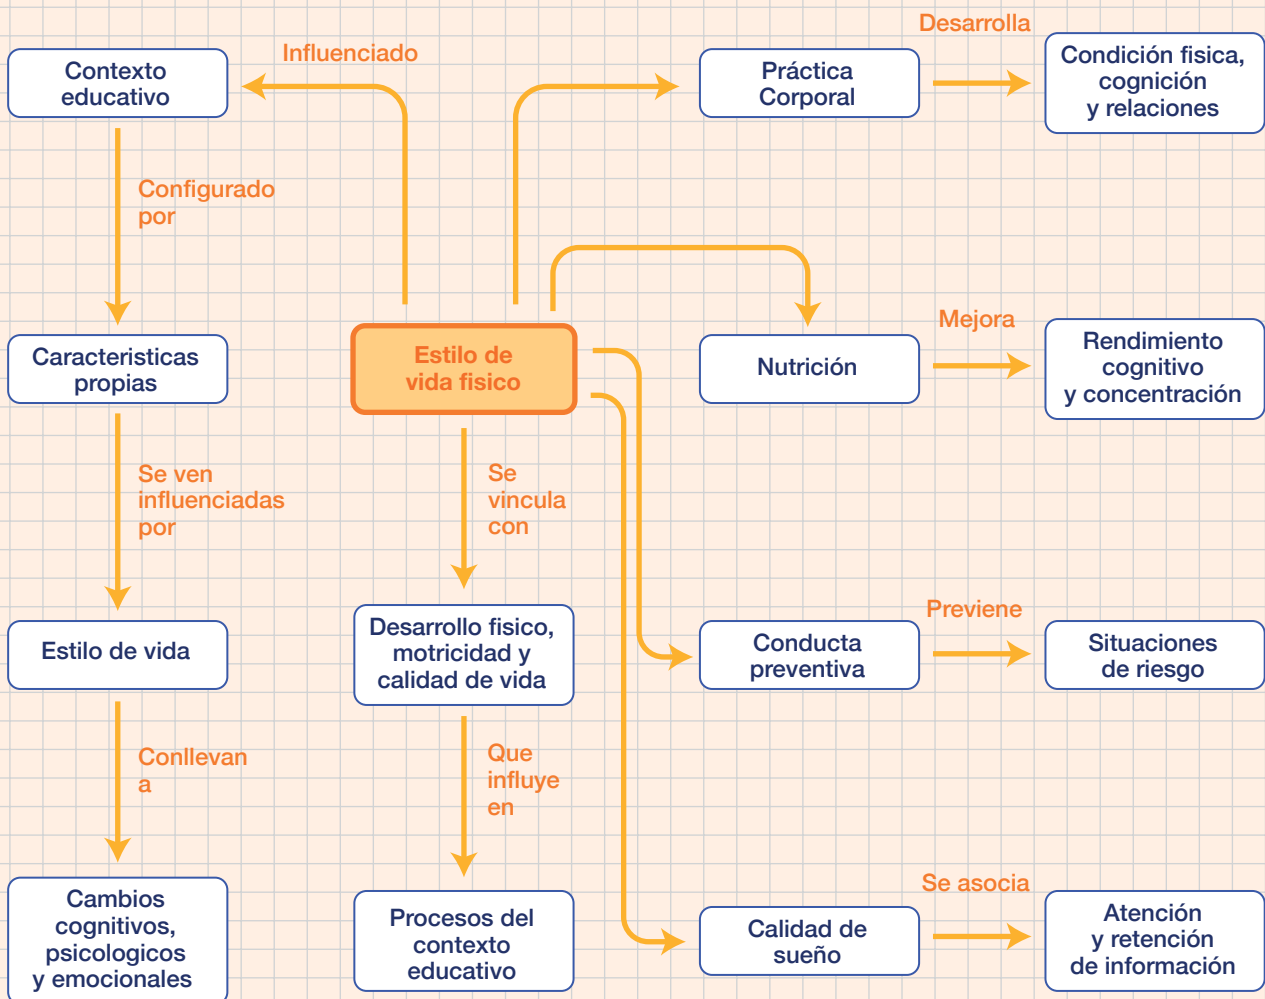 Desarrolla
Influenciado
Contexto
educativo
Práctica
Corporal
Condición fisica,
cognición
y relaciones
Configurado
por
Caracteristicas
propias
Estilo de
vida fisico
Nutrición
Mejora
Rendimiento
cognitivo
y concentración
Se ven
influenciadas
por
Se
vincula
con
Estilo de vida
Desarrollo fisico,
motricidad y
calidad de vida
Conducta
preventiva
Previene
Situaciones
de riesgo
Conllevan
a
Que
influye
en
Cambios
cognitivos,
psicologicos
y emocionales
Procesos del
contexto
educativo
Calidad de
sueño
Se asocia
Atención
y retención
de información